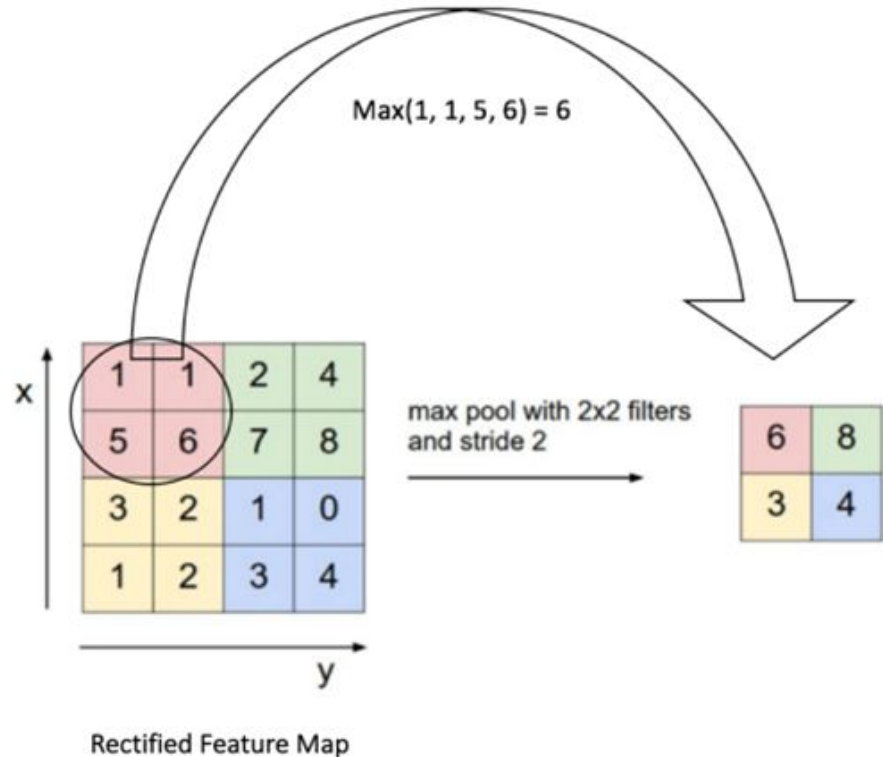 Max(1, 1, 5, 6) = 6
x
1 1 2 4
5 6 7 8
3 2 1 0
1 2 3 4
y
max pool with 2x2 filters
and stride 2
6 8
3 4
Rectified Feature Map